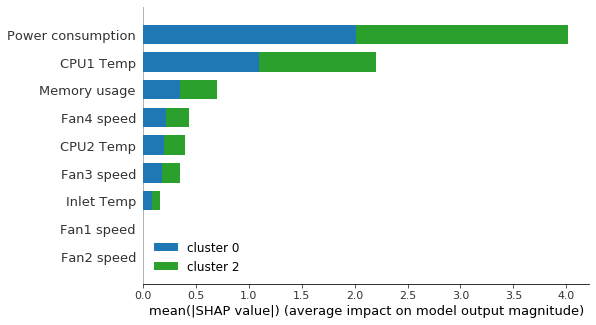 Power consumption
CPU1 Temp
Memory usage
Fan4 speed
CPU2 Temp
Fan3 speed
Inlet Temp
Fan1 speed
Fan2 speed
cluster 0
cluster 2
0.0 0.5 1.0 1.5 2.0 2.5 3.0 3.5 4.0
mean(|SHAP value|) (average impact on model output magnitude)